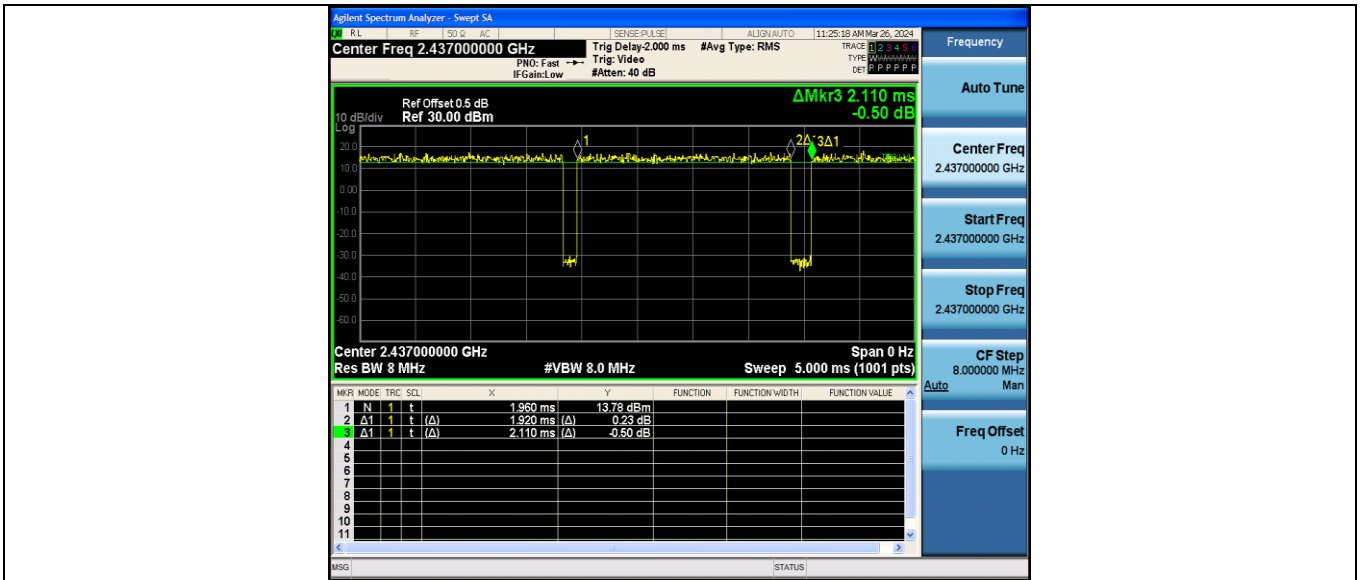 Agilent Spectrum Analyzer - Swept SA
RL RF 50 Ω AC SENSE:PULSE ALIGNAUTO 11:25:18 AM Mar 26, 2024
Center Freq 2.437000000 GHz
PNO: Fast
IFGain:Low
Trig Delay-2.000 ms
Trig: Video
#Atten: 40 dB
#Avg Type: RMS
TRACE 1 2 3 4 5 6
TYPE
DET P P P P P P
ΔMkr3 2.110 ms
-0.50 dB
Ref Offset 0.5 dB
10 dB/div Ref 30.00 dBm
Log
1
2Δ1
3Δ1
20.0
10.0
0.00
-10.0
-20.0
-30.0
-40.0
-50.0
-60.0
Center 2.437000000 GHz Span 0 Hz
Res BW 8 MHz #VBW 8.0 MHz Sweep 5.000 ms (1001 pts)
MKR MODE TRC SCL X Y FUNCTION FUNCTION WIDTH FUNCTION VALUE
1 N 1 t 1.960 ms 13.78 dBm
2 Δ1 1 t (Δ) 1.920 ms (Δ) 0.23 dB
3 Δ1 1 t (Δ) 2.110 ms (Δ) -0.50 dB
4
5
6
7
8
9
10
11
MSG STATUS
Frequency
Auto Tune
Center Freq
2.437000000 GHz
Start Freq
2.437000000 GHz
Stop Freq
2.437000000 GHz
CF Step
8.000000 MHz
Auto Man
Freq Offset
0 Hz